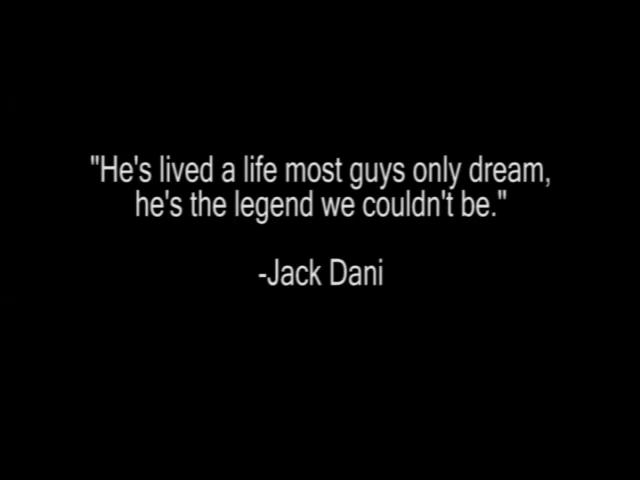 "He's lived a life most guys only dream,
he's the legend we couldn't be."
-Jack Dani